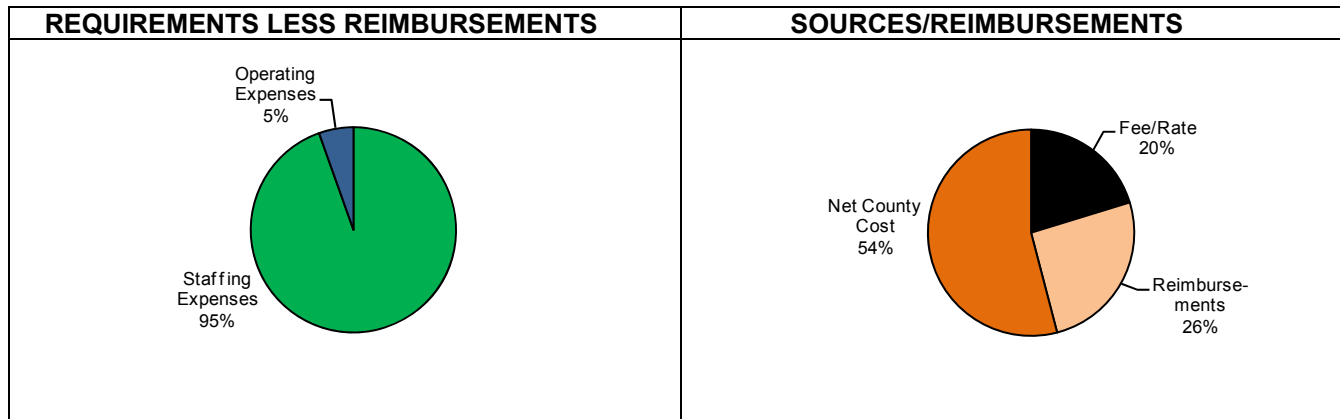 REQUIREMENTS LESS REIMBURSEMENTS
Operating
Expenses
5%
Staffing
Expenses
95%
SOURCES/REIMBURSEMENTS
Fee/Rate
20%
Net County
Cost
54%
Reimburse-
ments
26%